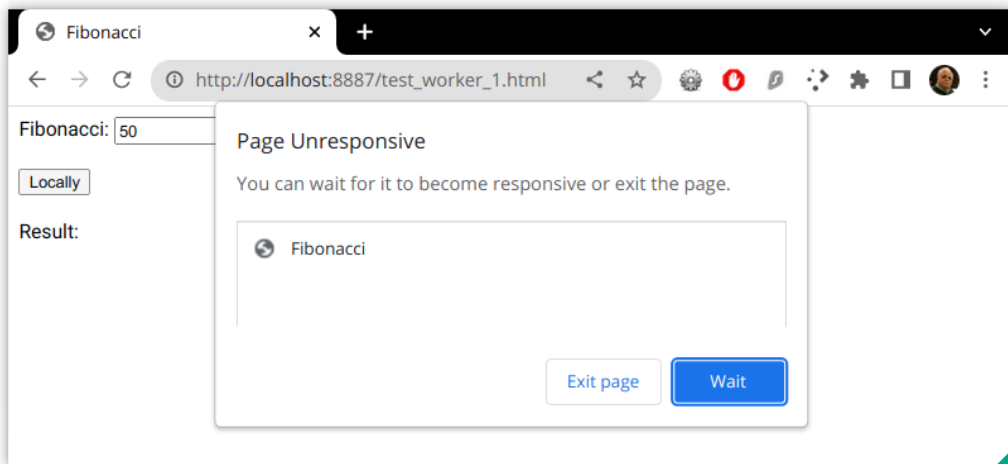 Fibonacci
http://localhost:8887/test_worker_1.html
Fibonacci: 50
Page Unresponsive
You can wait for it to become responsive or exit the page.
Locally
Result:
Fibonacci
Exit page Wait